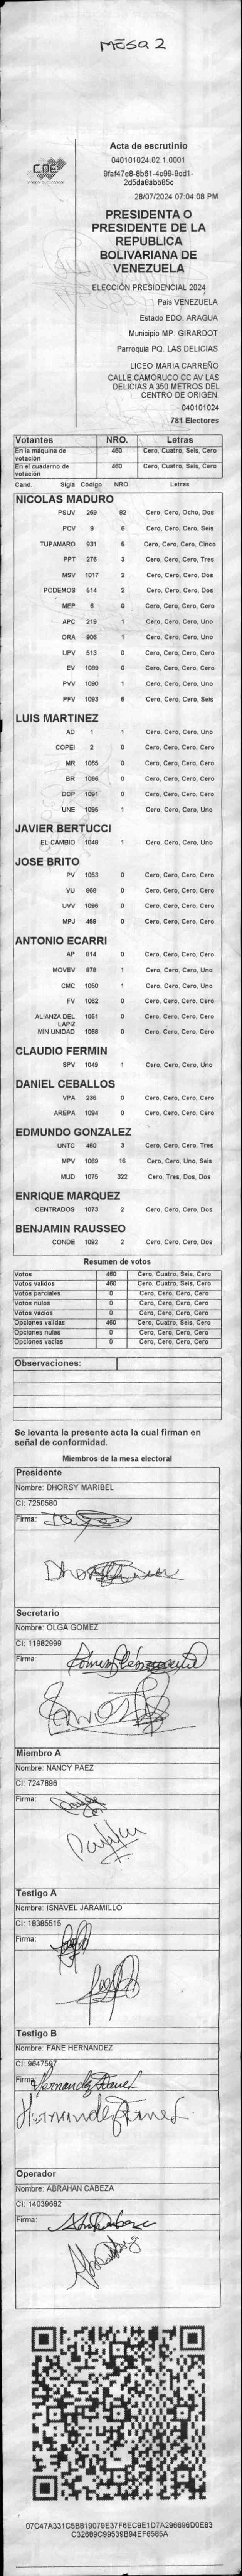 Mesa 2
CNE
Acta de escrutinio
040101024.02.1.0001
9faf47e8-8b61-4c99-9cd1-
2d5da8abb85c
28/07/2024 07:04:08 PM
PRESIDENTA O
PRESIDENTE DE LA
REPUBLICA
BOLIVARIANA DE
VENEZUELA
ELECCIÓN PRESIDENCIAL 2024
Pais VENEZUELA
Estado EDO. ARAGUA
Municipio MP. GIRARDOT
Parroquia PQ. LAS DELICIAS
LICEO MARIA CARREÑO
CALLE CAMORUCO CC AV LAS
DELICIAS A 350 METROS DEL
CENTRO DE ORIGEN.
040101024
781 Electores
Votantes NRO. Letras
En la máquina de votación 460 Cero, Cuatro, Seis, Cero
En el cuaderno de votación 460 Cero, Cuatro, Seis, Cero
Cand. Sigla Código NRO. Letras
NICOLAS MADURO
PSUV 269 82 Cero, Cero, Ocho, Dos
PCV 9 6 Cero, Cero, Cero, Seis
TUPAMARO 931 5 Cero, Cero, Cero, Cinco
PPT 276 3 Cero, Cero, Cero, Tres
MSV 1017 2 Cero, Cero, Cero, Dos
PODEMOS 514 2 Cero, Cero, Cero, Dos
MEP 6 0 Cero, Cero, Cero, Cero
APC 219 1 Cero, Cero, Cero, Uno
ORA 906 1 Cero, Cero, Cero, Uno
UPV 513 0 Cero, Cero, Cero, Cero
EV 1089 0 Cero, Cero, Cero, Cero
PVV 1090 1 Cero, Cero, Cero, Uno
PFV 1093 6 Cero, Cero, Cero, Seis
LUIS MARTINEZ
AD 1 1 Cero, Cero, Cero, Uno
COPEI 2 0 Cero, Cero, Cero, Cero
MR 1055 0 Cero, Cero, Cero, Cero
BR 1056 0 Cero, Cero, Cero, Cero
DDP 1091 0 Cero, Cero, Cero, Cero
UNE 1095 1 Cero, Cero, Cero, Uno
JAVIER BERTUCCI
EL CAMBIO 1048 1 Cero, Cero, Cero, Uno
JOSE BRITO
PV 1053 0 Cero, Cero, Cero, Cero
VU 968 0 Cero, Cero, Cero, Cero
UVV 1096 0 Cero, Cero, Cero, Cero
MPJ 458 0 Cero, Cero, Cero, Cero
ANTONIO ECARRI
AP 914 0 Cero, Cero, Cero, Cero
MOVEV 978 1 Cero, Cero, Cero, Uno
CMC 1050 1 Cero, Cero, Cero, Uno
FV 1062 0 Cero, Cero, Cero, Cero
ALIANZA DEL LAPIZ 1051 0 Cero, Cero, Cero, Cero
MIN UNIDAD 1068 0 Cero, Cero, Cero, Cero
CLAUDIO FERMIN
SPV 1049 1 Cero, Cero, Cero, Uno
DANIEL CEBALLOS
VPA 236 0 Cero, Cero, Cero, Cero
AREPA 1094 0 Cero, Cero, Cero, Cero
EDMUNDO GONZALEZ
UNTC 460 3 Cero, Cero, Cero, Tres
MPV 1069 16 Cero, Cero, Uno, Seis
MUD 1075 322 Cero, Tres, Dos, Dos
ENRIQUE MARQUEZ
CENTRADOS 1073 2 Cero, Cero, Cero, Dos
BENJAMIN RAUSSEO
CONDE 1092 2 Cero, Cero, Cero, Dos
Resumen de votos
Votos 460 Cero, Cuatro, Seis, Cero
Votos validos 460 Cero, Cuatro, Seis, Cero
Votos parciales 0 Cero, Cero, Cero, Cero
Votos nulos 0 Cero, Cero, Cero, Cero
Votos vacios 0 Cero, Cero, Cero, Cero
Opciones validas 460 Cero, Cuatro, Seis, Cero
Opciones nulas 0 Cero, Cero, Cero, Cero
Opciones vacias 0 Cero, Cero, Cero, Cero
Observaciones:
Se levanta la presente acta la cual firman en
señal de conformidad.
Miembros de la mesa electoral
Presidente
Nombre: DHORSY MARIBEL
CI: 7250580
Firma:
Secretario
Nombre: OLGA GOMEZ
CI: 11982999
Firma:
Miembro A
Nombre: NANCY PAEZ
CI: 7247896
Firma:
Testigo A
Nombre: ISNAVEL JARAMILLO
CI: 18385515
Firma:
Testigo B
Nombre: FANE HERNANDEZ
CI: 9647597
Firma: Hernandez Fanel
Hernandez Fanel
Operador
Nombre: ABRAHAN CABEZA
CI: 14039682
Firma:
07C47A331C5B819079E37F6EC9E1D7A296696D0E83
C32689C99539B94EF6585A